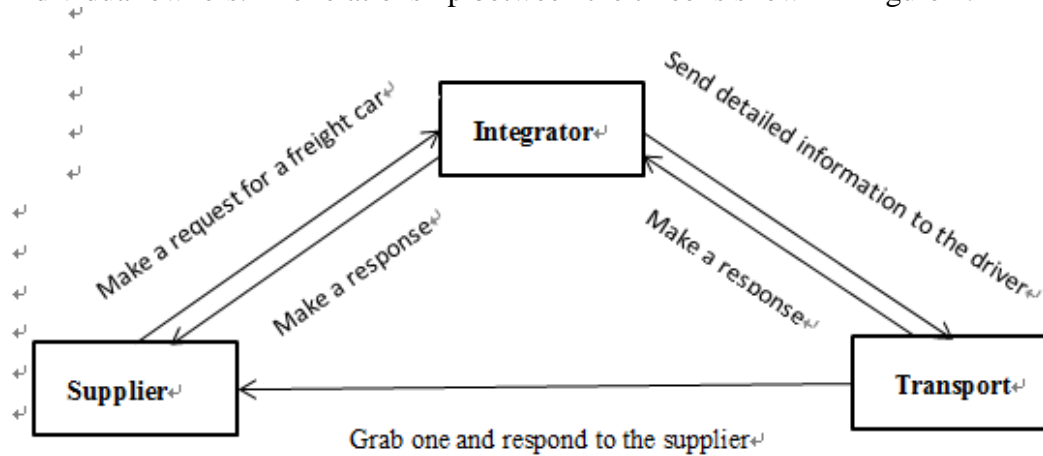 Make a request for a freight car
Integrator
Send detailed information to the driver
Make a response
Make a response
Supplier
Transport
Grab one and respond to the supplier